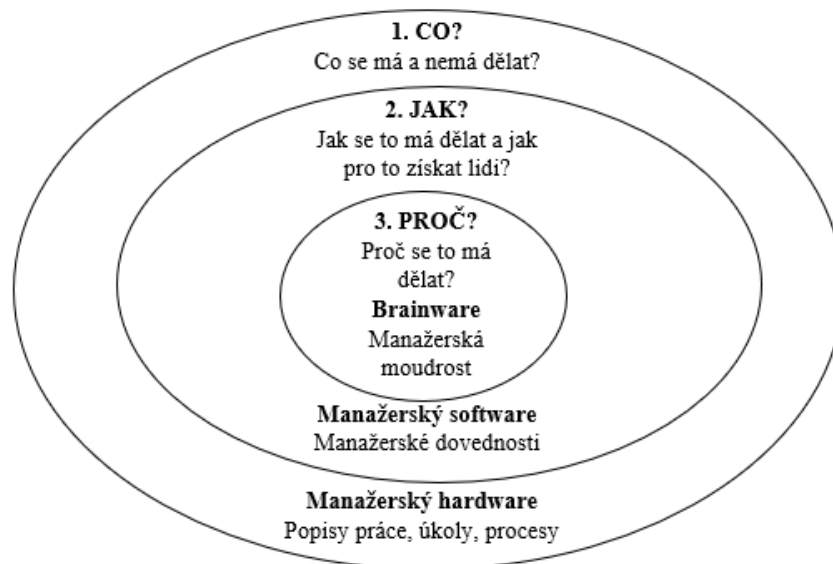 1. CO?
Co se má a nemá dělat?
2. JAK?
Jak se to má dělat a jak
pro to získat lidi?
3. PROČ?
Proč se to má
dělat?
Brainware
Manažerská
moudrost
Manažerský software
Manažerské dovednosti
Manažerský hardware
Popisy práce, úkoly, procesy